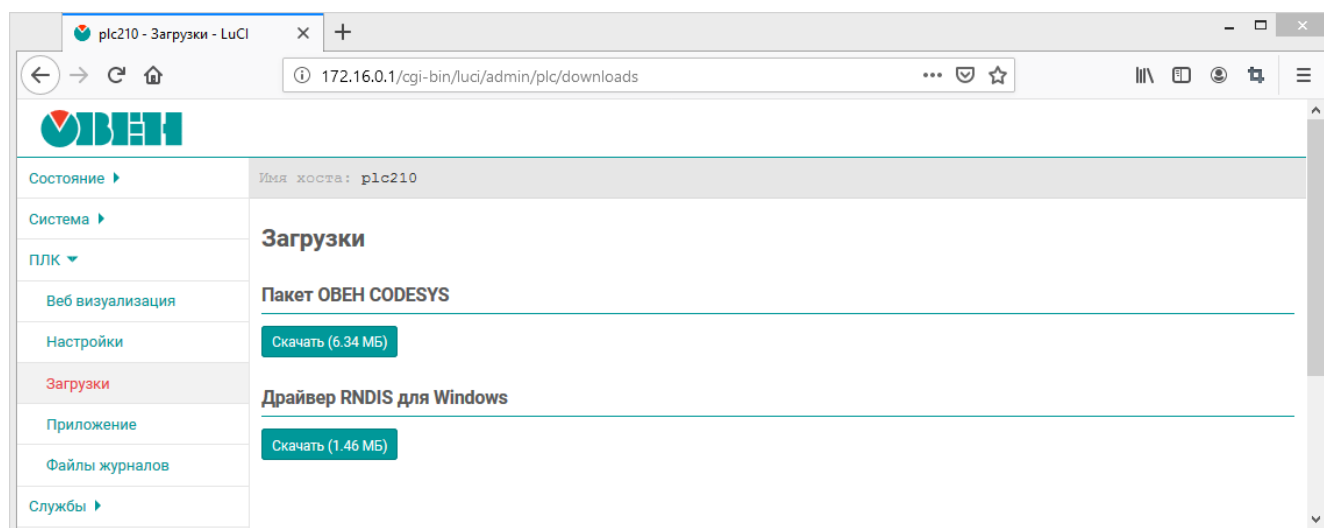 plc210 - Загрузки - LuCI
172.16.0.1/cgi-bin/luci/admin/plc/downloads
ОВЕН
Состояние
Имя хоста: plc210
Система
Загрузки
ПЛК
Пакет ОВЕН CODESYS
Веб визуализация
Скачать (6.34 МБ)
Настройки
Загрузки
Драйвер RNDIS для Windows
Приложение
Скачать (1.46 МБ)
Файлы журналов
Службы